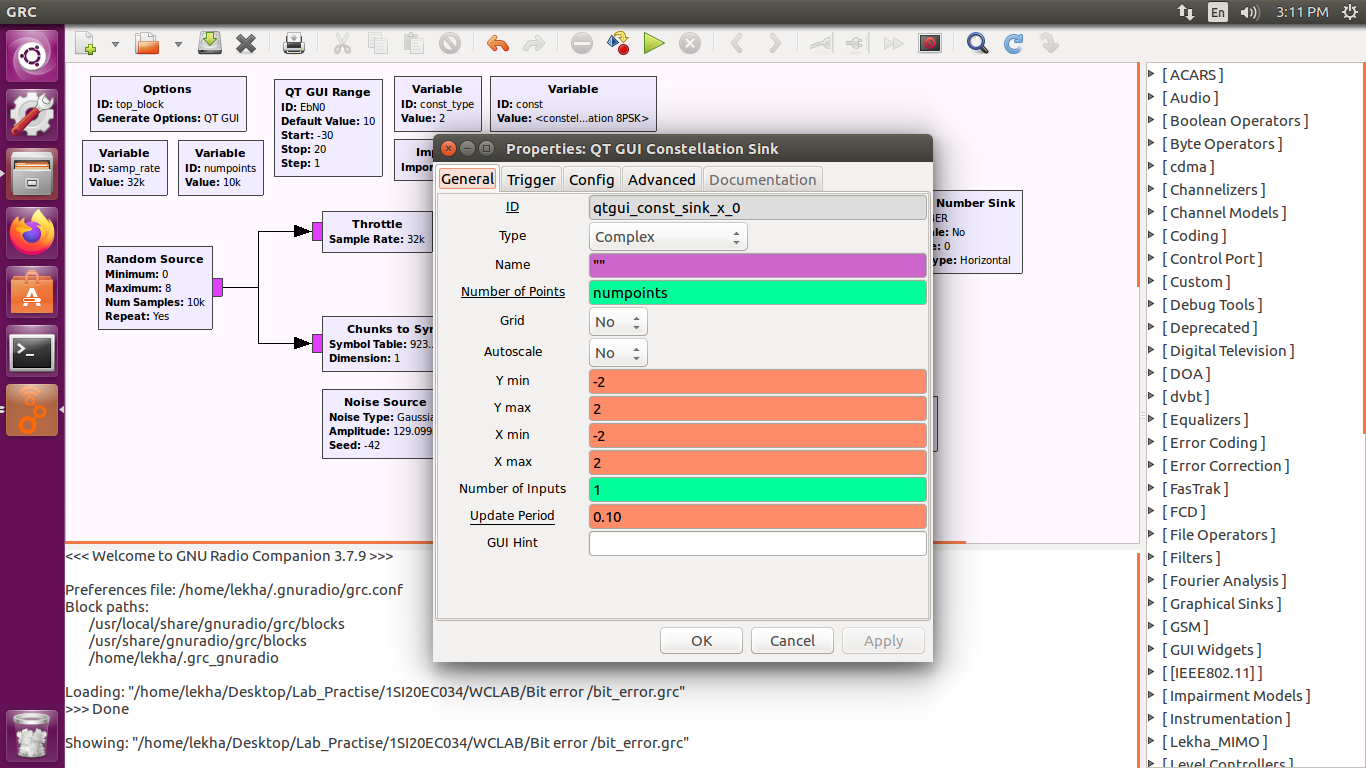 GRC
En
3:11 PM
Options
ID: top_block
Generate Options: QT GUI
QT GUI Range
ID: EbN0
Default Value: 10
Start: -30
Stop: 20
Step: 1
Variable
ID: const_type
Value: 2
Variable
ID: const
Value: <constel...ation 8PSK>
Variable
ID: samp_rate
Value: 32k
Variable
ID: numpoints
Value: 10k
Throttle
Sample Rate: 32k
Random Source
Minimum: 0
Maximum: 8
Num Samples: 10k
Repeat: Yes
Chunks to Sy
Symbol Table: 923..
Dimension: 1
Noise Source
Noise Type: Gaussia
Amplitude: 129.099
Seed: -42
Number Sink
BER
ale: No
e: 0
ype: Horizontal
Properties: QT GUI Constellation Sink
General Trigger Config Advanced Documentation
ID qtgui_const_sink_x_0
Type Complex
Name ""
Number of Points numpoints
Grid No
Autoscale No
Y min -2
Y max 2
X min -2
X max 2
Number of Inputs 1
Update Period 0.10
GUI Hint
OK Cancel Apply
<<< Welcome to GNU Radio Companion 3.7.9 >>>
Preferences file: /home/lekha/.gnuradio/grc.conf
Block paths:
/usr/local/share/gnuradio/grc/blocks
/usr/share/gnuradio/grc/blocks
/home/lekha/.grc_gnuradio
Loading: "/home/lekha/Desktop/Lab_Practise/1SI20EC034/WCLAB/Bit error /bit_error.grc"
>>> Done
Showing: "/home/lekha/Desktop/Lab_Practise/1SI20EC034/WCLAB/Bit error /bit_error.grc"
[ ACARS ]
[ Audio ]
[ Boolean Operators ]
[ Byte Operators ]
[ cdma ]
[ Channelizers ]
[ Channel Models ]
[ Coding ]
[ Control Port ]
[ Custom ]
[ Debug Tools ]
[ Deprecated ]
[ Digital Television ]
[ DOA ]
[ dvbt ]
[ Equalizers ]
[ Error Coding ]
[ Error Correction ]
[ FasTrak ]
[ FCD ]
[ File Operators ]
[ Filters ]
[ Fourier Analysis ]
[ Graphical Sinks ]
[ GSM ]
[ GUI Widgets ]
[ [IEEE802.11] ]
[ Impairment Models ]
[ Instrumentation ]
[ Lekha_MIMO ]
[ Level Controllers ]